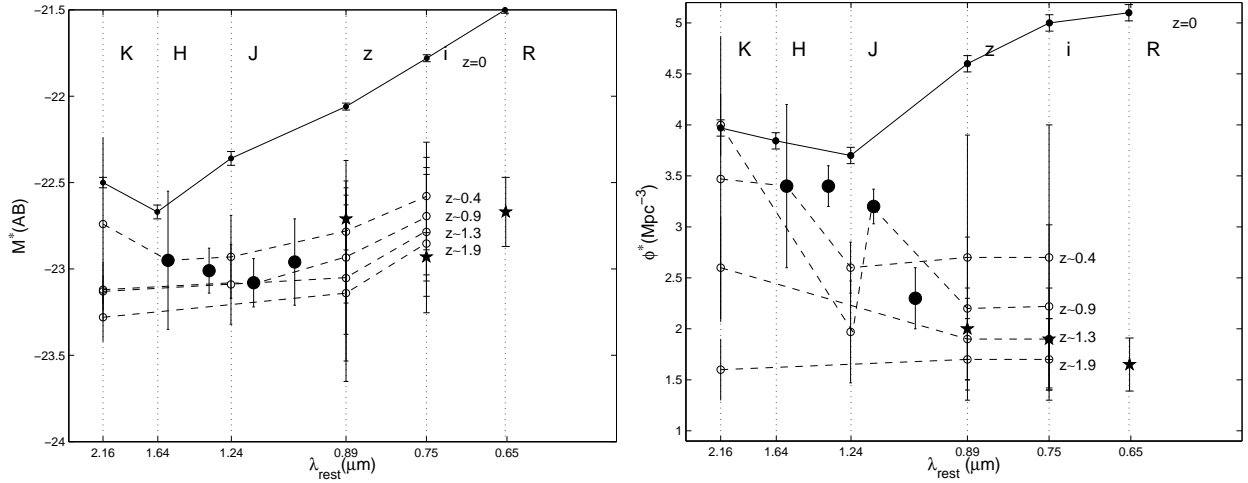 −21.5
K H J z i z=0 R
−22
−22.5
M*(AB)
z~0.4
z~0.9
z~1.3
z~1.9
−23
−23.5
−24
2.16 1.64 1.24 0.89 0.75 0.65
λrest(μm)
5
z=0
K H J z i R
4.5
4
3.5
ϕ*(Mpc−3)
3
z~0.4
2.5
z~0.9
2
z~1.3
z~1.9
1.5
1
2.16 1.64 1.24 0.89 0.75 0.65
λrest(μm)